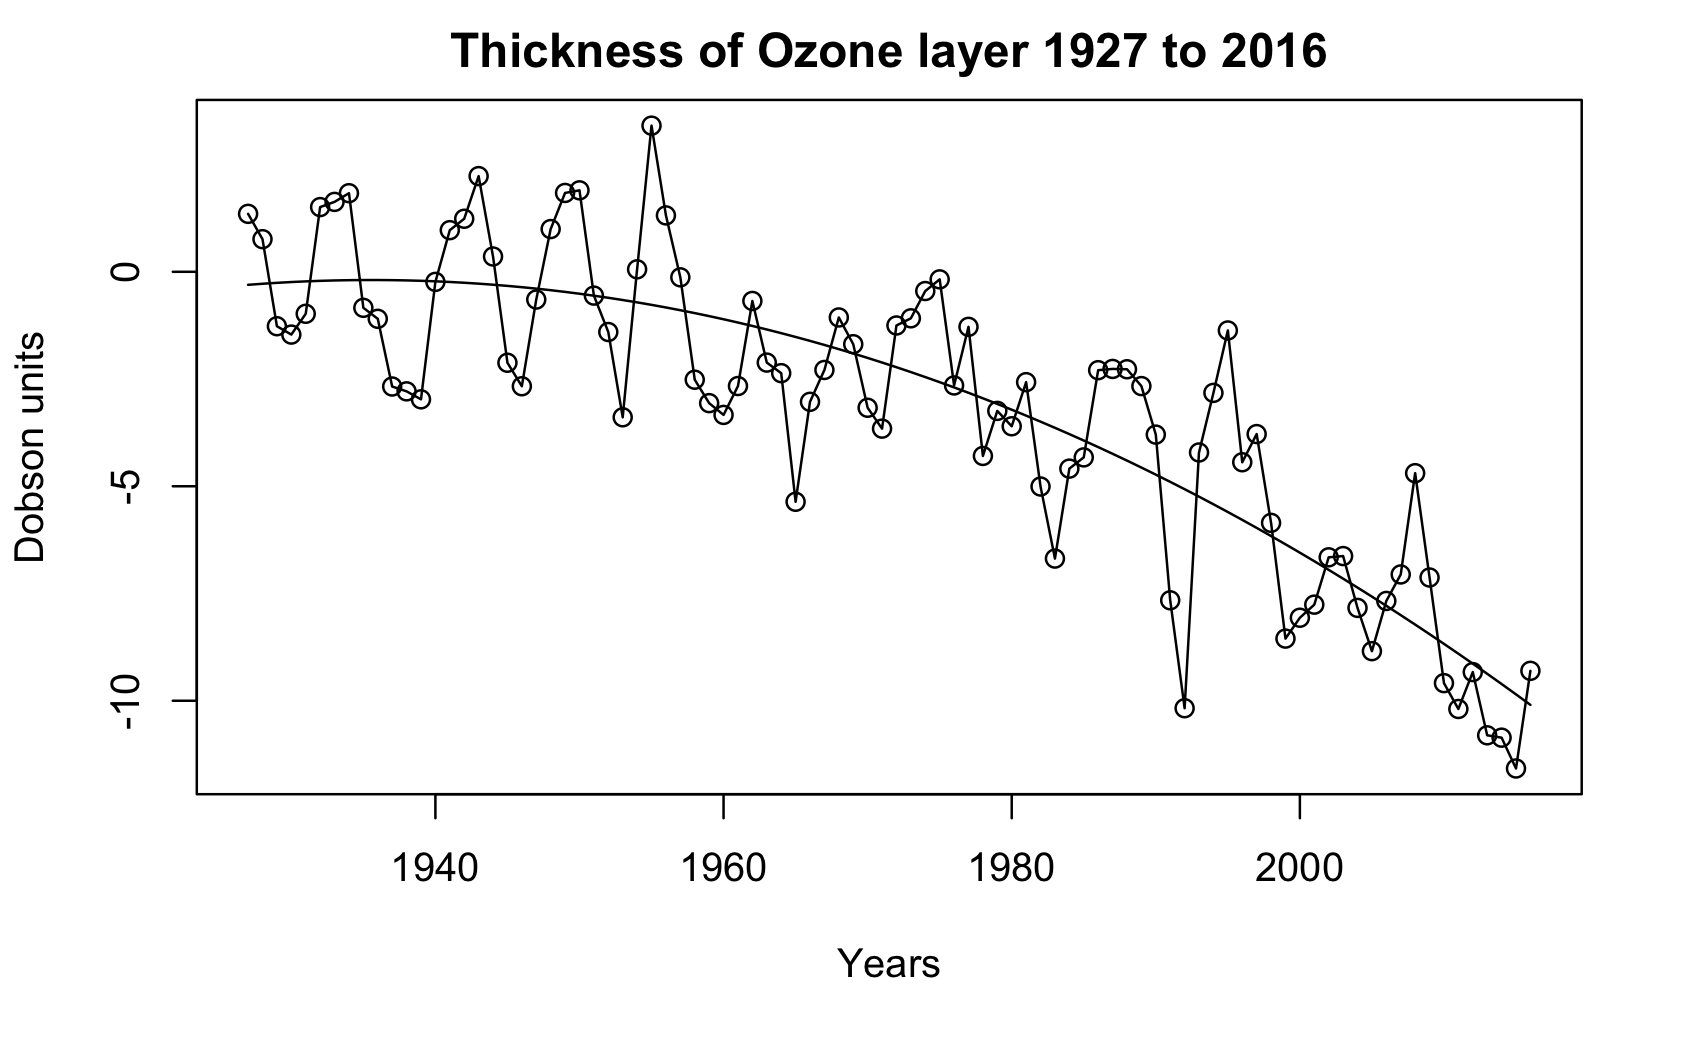 Thickness of Ozone layer 1927 to 2016
Dobson units
0
-5
-10
1940 1960 1980 2000
Years